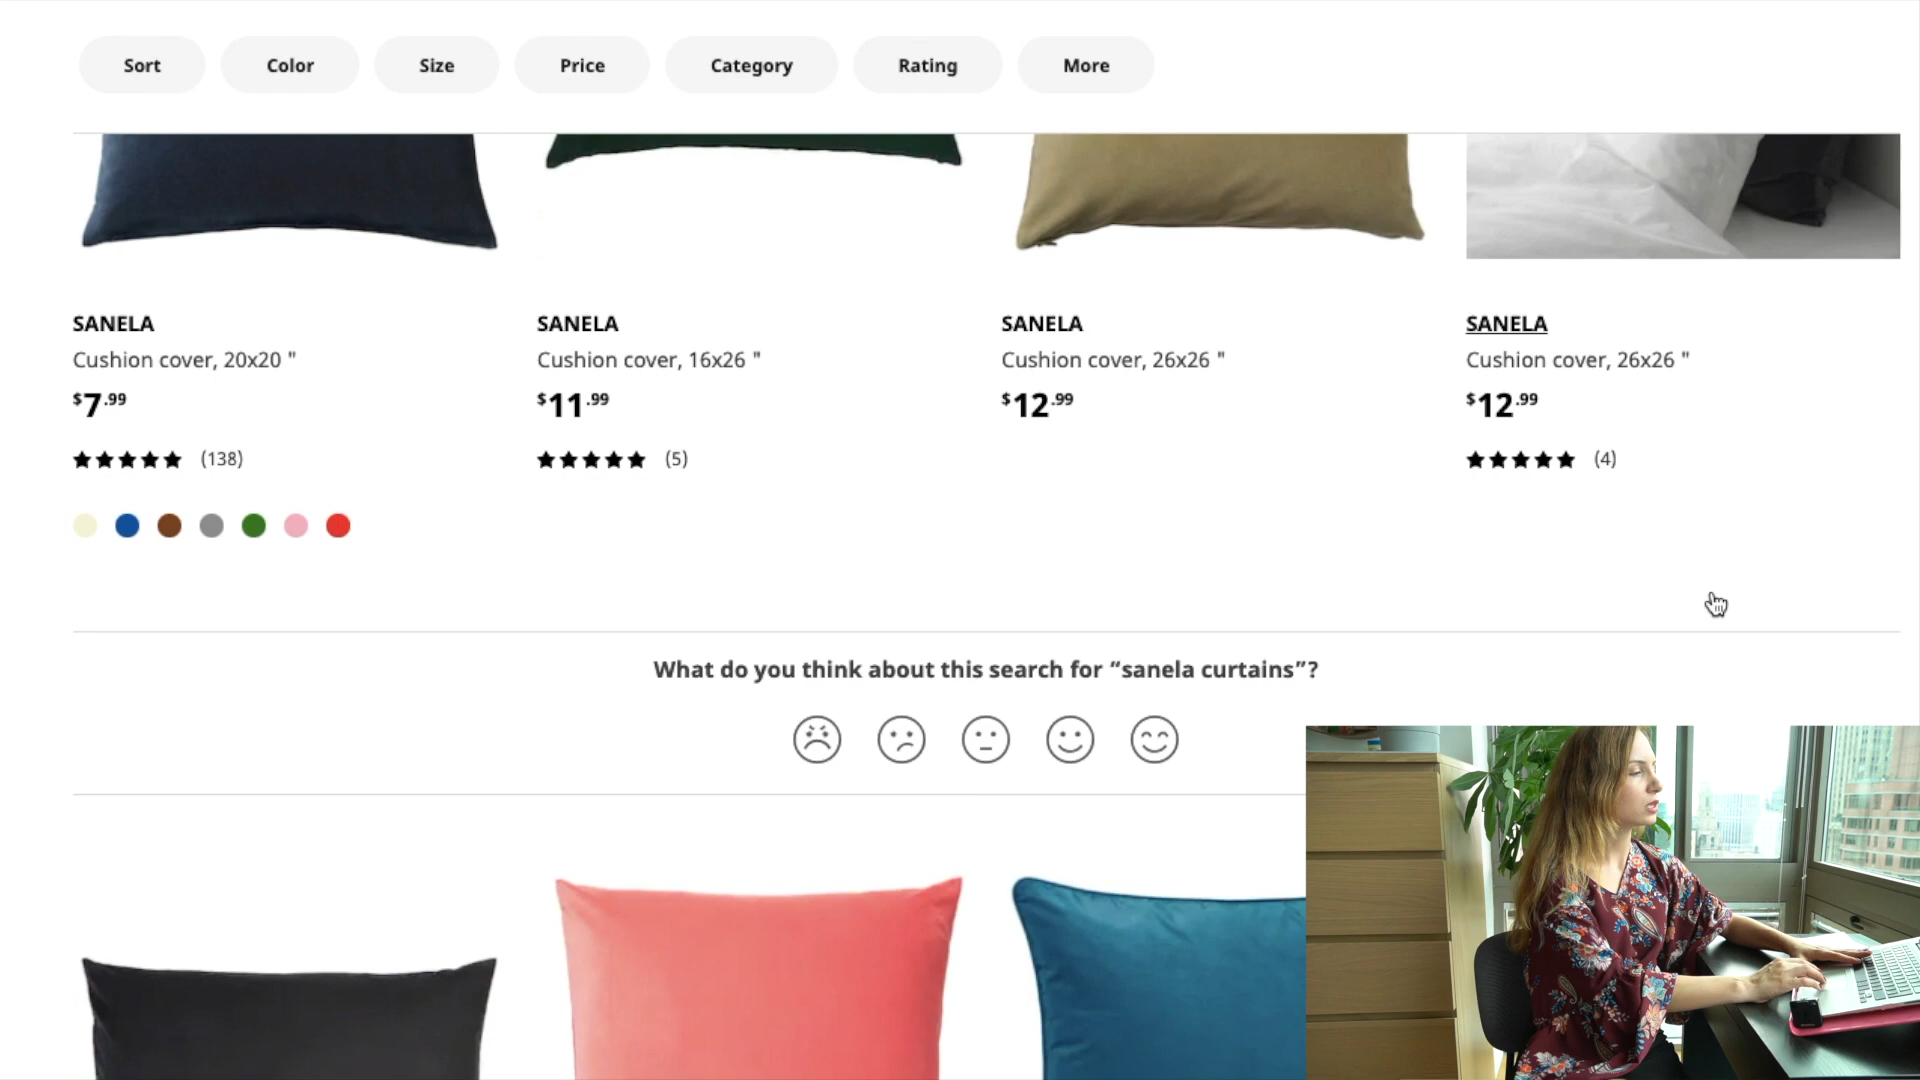 Sort Color Size Price Category Rating More
SANELA
Cushion cover, 20x20 "
$7.99
(138)
SANELA
Cushion cover, 16x26 "
$11.99
(5)
SANELA
Cushion cover, 26x26 "
$12.99
SANELA
Cushion cover, 26x26 "
$12.99
(4)
What do you think about this search for “sanela curtains”?